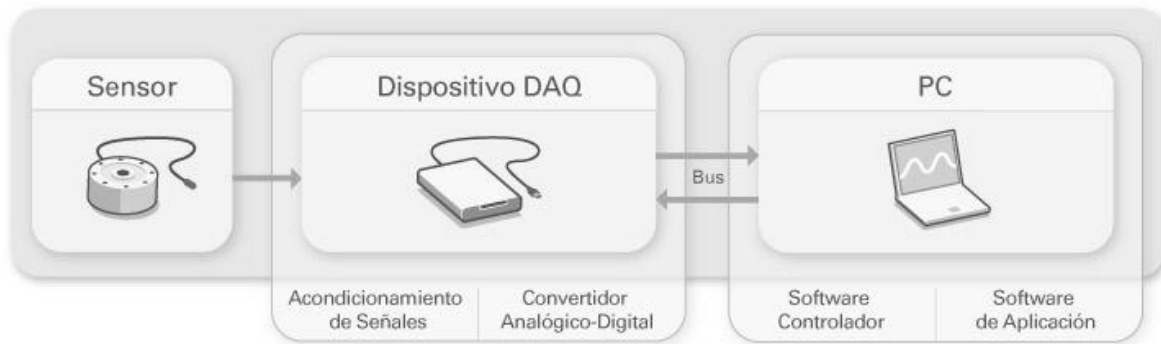 Sensor
Dispositivo DAQ
PC
Bus
Acondicionamiento
de Señales
Convertidor
Analógico-Digital
Software
Controlador
Software
de Aplicación